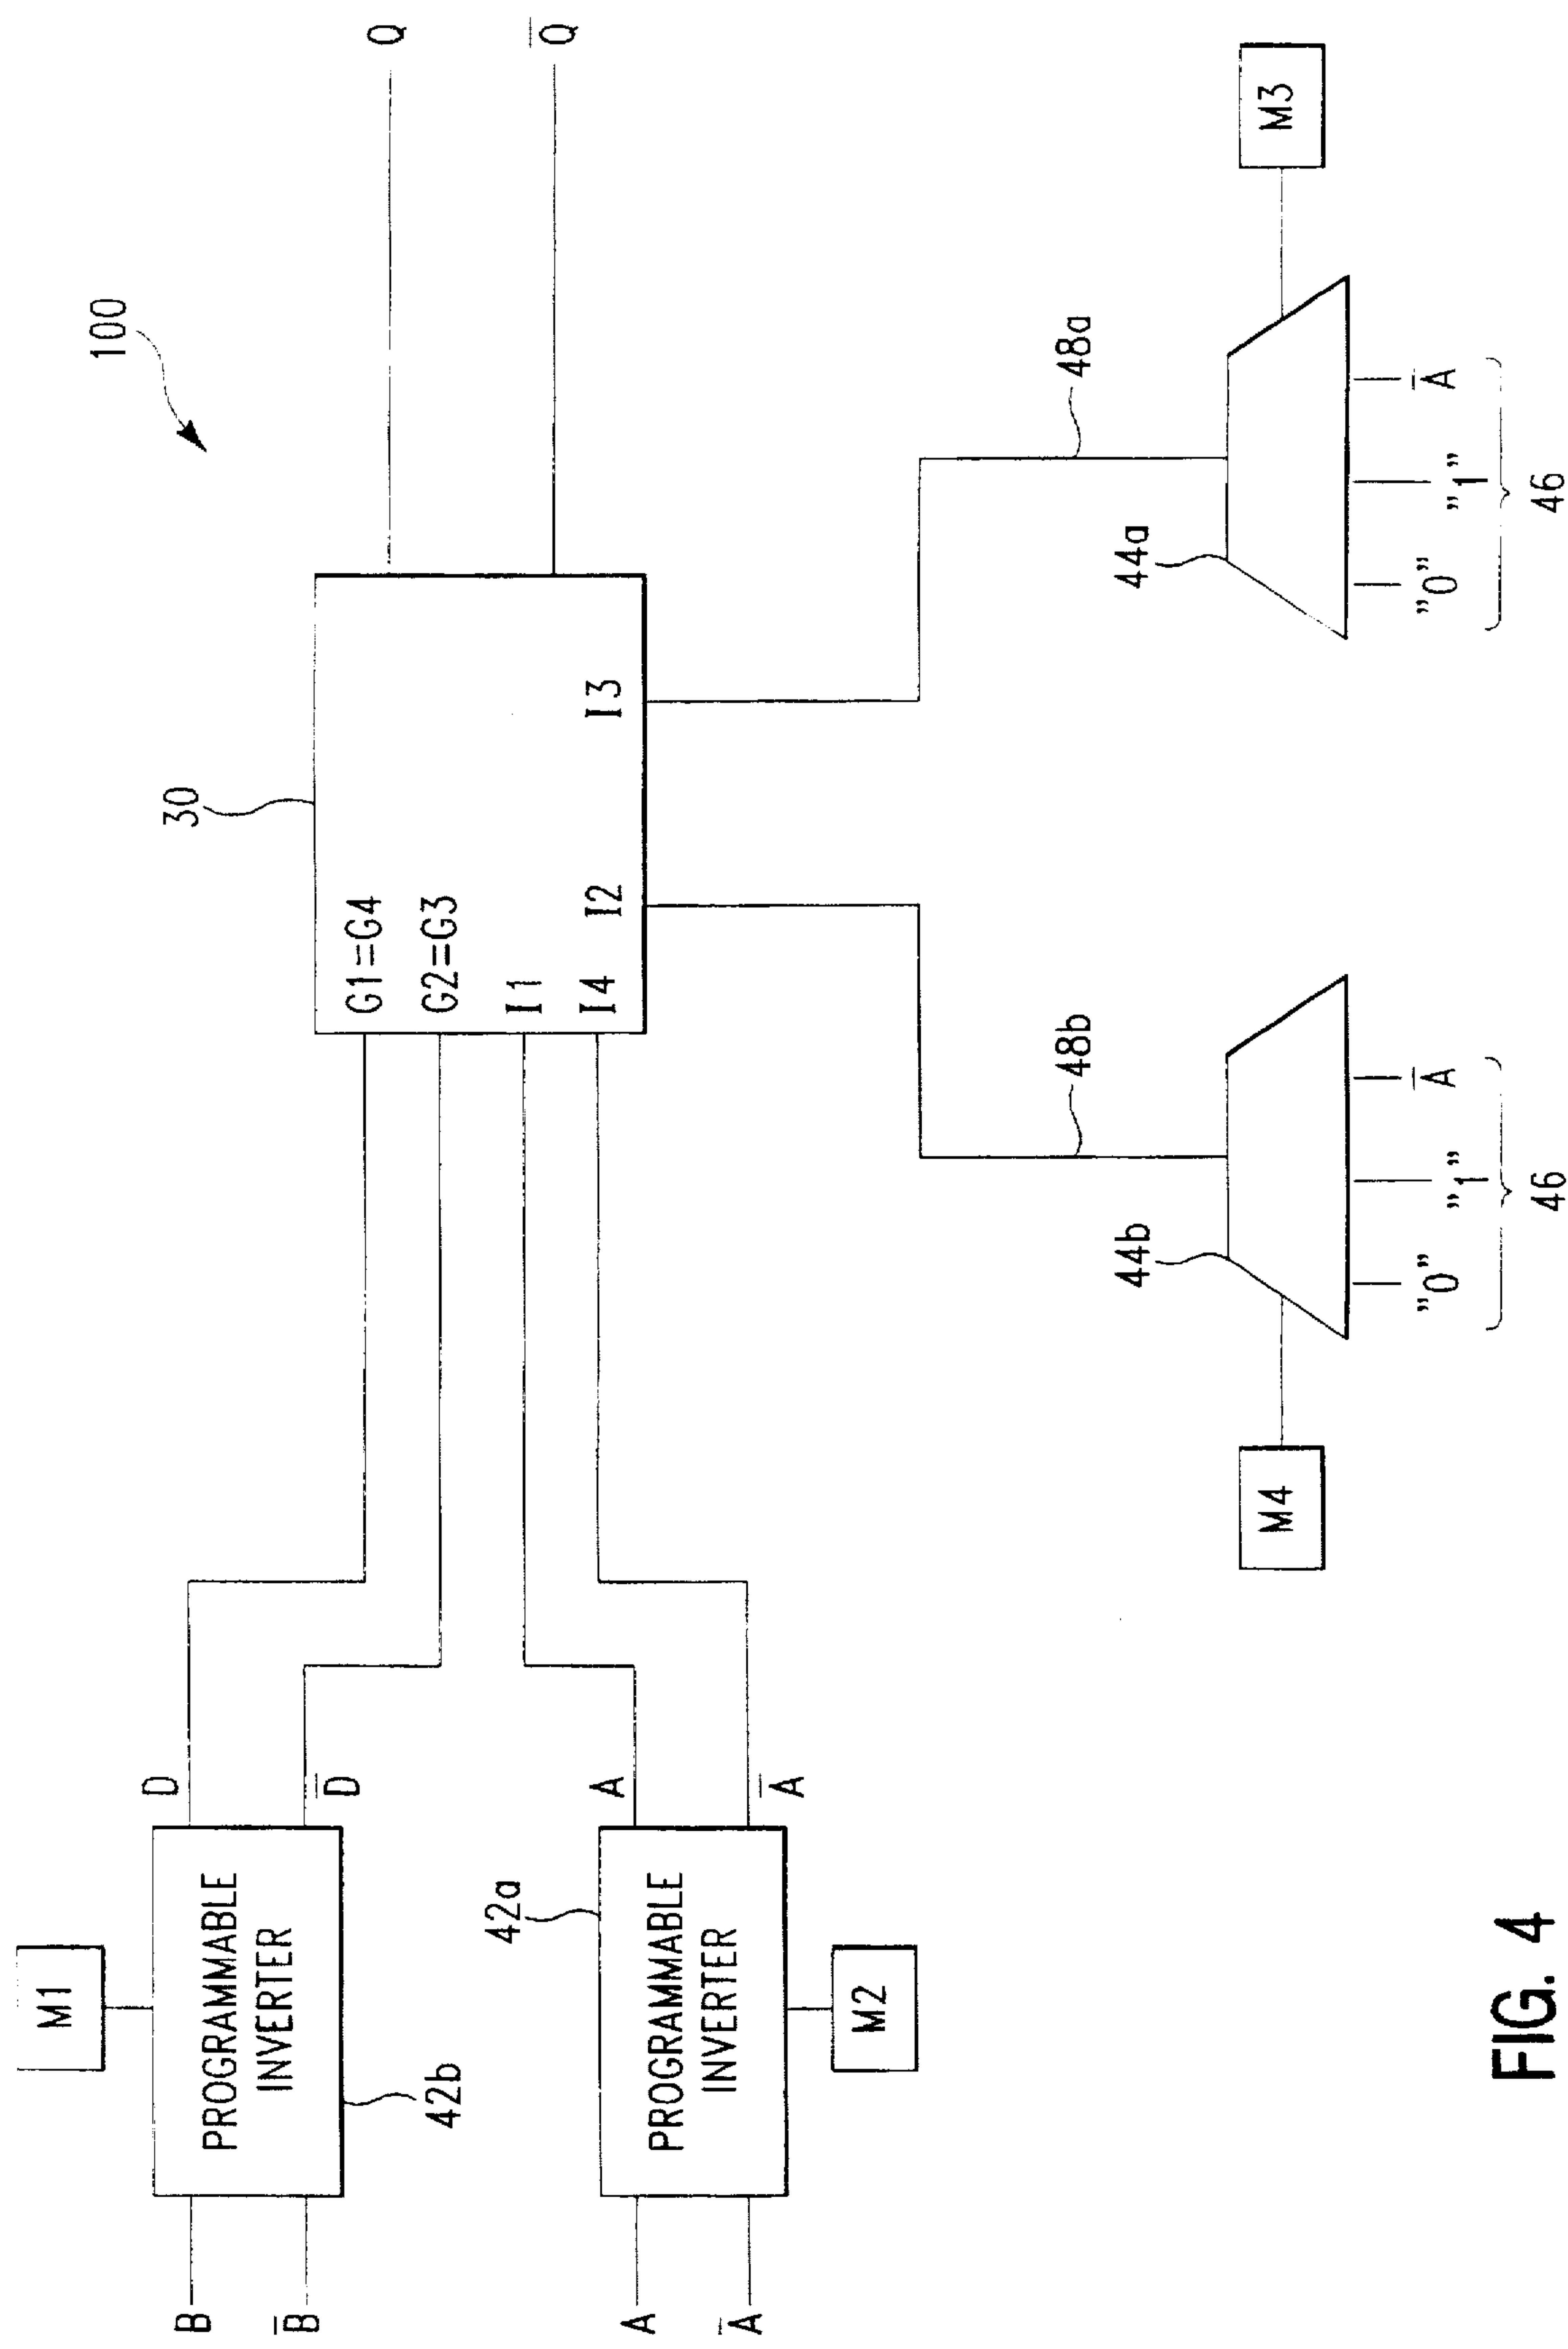 100
M1
B
B̅
PROGRAMMABLE
INVERTER
42b
D
D̅
30
G1=G4
G2=G3
I1
I4
I2
I3
Q
Q̅
A
A̅
PROGRAMMABLE
INVERTER
42a
A
A̅
M2
48b
48a
44b
44a
M4
M3
"0"
"1"
A̅
46
"0"
"1"
A̅
46
FIG. 4